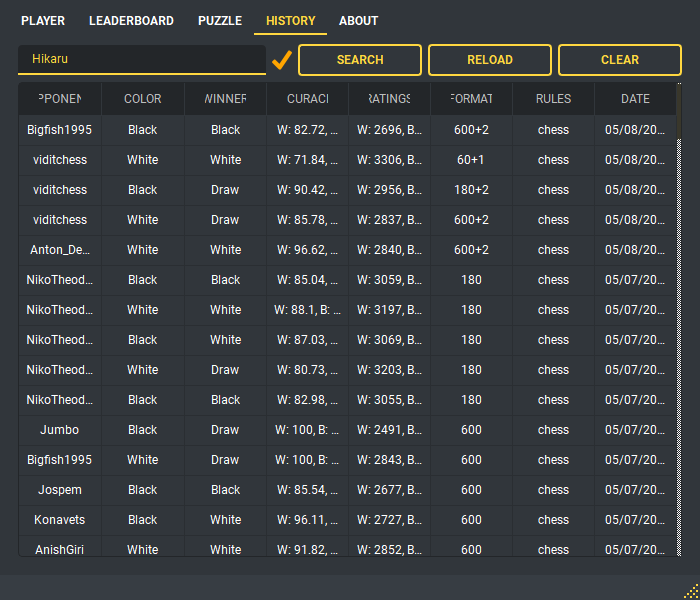 PLAYER LEADERBOARD PUZZLE HISTORY ABOUT
Hikaru SEARCH RELOAD CLEAR
PPONEN COLOR WINNER CURACI RATINGS FORMAT RULES DATE
Bigfish1995 Black Black W: 82.72, ... W: 2696, B... 600+2 chess 05/08/20...
viditchess White White W: 71.84, ... W: 3306, B... 60+1 chess 05/08/20...
viditchess Black Draw W: 90.42, ... W: 2956, B... 180+2 chess 05/08/20...
viditchess White Draw W: 85.78, ... W: 2837, B... 600+2 chess 05/08/20...
Anton_De... White White W: 96.62, ... W: 2840, B... 600+2 chess 05/08/20...
NikoTheod... Black Black W: 85.04, ... W: 3059, B... 180 chess 05/07/20...
NikoTheod... White White W: 88.1, B: ... W: 3197, B... 180 chess 05/07/20...
NikoTheod... Black White W: 87.03, ... W: 3069, B... 180 chess 05/07/20...
NikoTheod... White Draw W: 80.73, ... W: 3203, B... 180 chess 05/07/20...
NikoTheod... Black Black W: 82.98, ... W: 3055, B... 180 chess 05/07/20...
Jumbo Black Draw W: 100, B: ... W: 2491, B... 600 chess 05/07/20...
Bigfish1995 White Draw W: 100, B: ... W: 2843, B... 600 chess 05/07/20...
Jospem Black Black W: 85.54, ... W: 2677, B... 600 chess 05/07/20...
Konavets Black White W: 96.11, ... W: 2727, B... 600 chess 05/07/20...
AnishGiri White White W: 91.82, ... W: 2852, B... 600 chess 05/07/20...